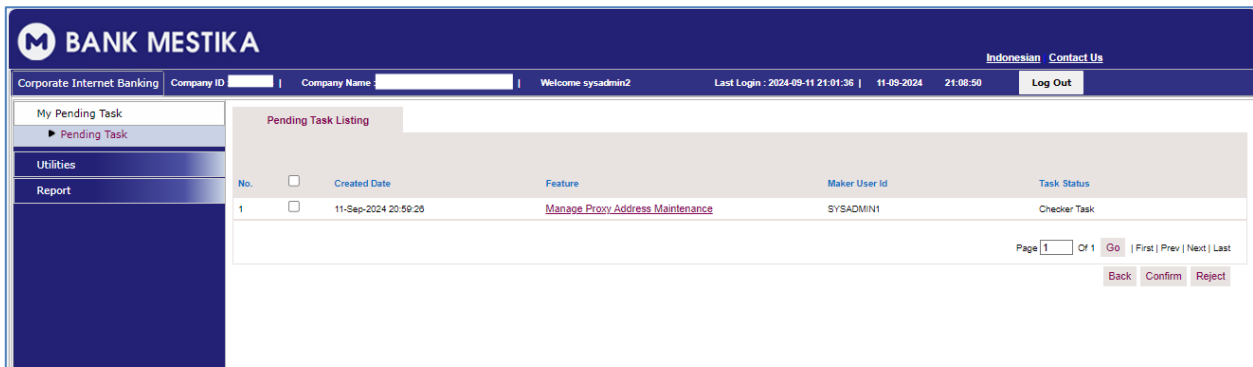 M BANK MESTIKA
Indonesian Contact Us
Corporate Internet Banking Company ID : | Company Name : | Welcome sysadmin2 Last Login : 2024-09-11 21:01:36 | 11-09-2024 21:08:50 Log Out
My Pending Task
Pending Task
Utilities
Report
Pending Task Listing
No. Created Date Feature Maker User Id Task Status
1 11-Sep-2024 20:59:26 Manage Proxy Address Maintenance SYSADMIN1 Checker Task
Page 1 Of 1 Go | First | Prev | Next | Last
Back Confirm Reject